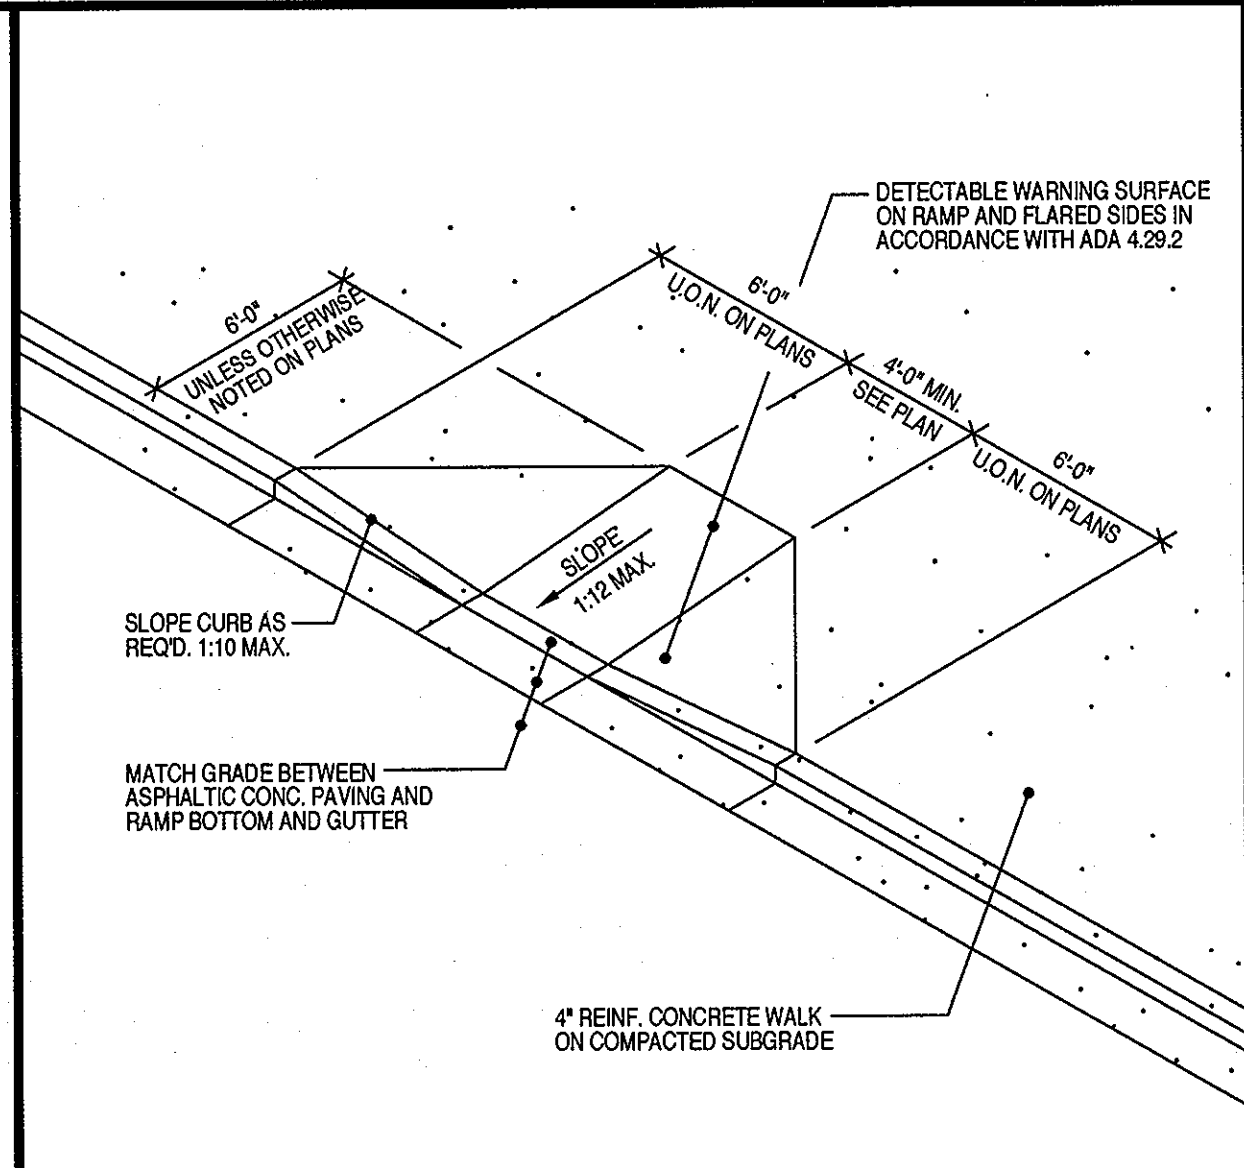 DETECTABLE WARNING SURFACE
ON RAMP AND FLARED SIDES IN
ACCORDANCE WITH ADA 4.29.2
6'-0"
UNLESS OTHERWISE
NOTED ON PLANS
6'-0"
U.O.N. ON PLANS
4'-0" MIN.
SEE PLAN
6'-0"
U.O.N. ON PLANS
SLOPE
1:12 MAX.
SLOPE CURB AS
REQ'D. 1:10 MAX.
MATCH GRADE BETWEEN
ASPHALTIC CONC. PAVING AND
RAMP BOTTOM AND GUTTER
4" REINF. CONCRETE WALK
ON COMPACTED SUBGRADE